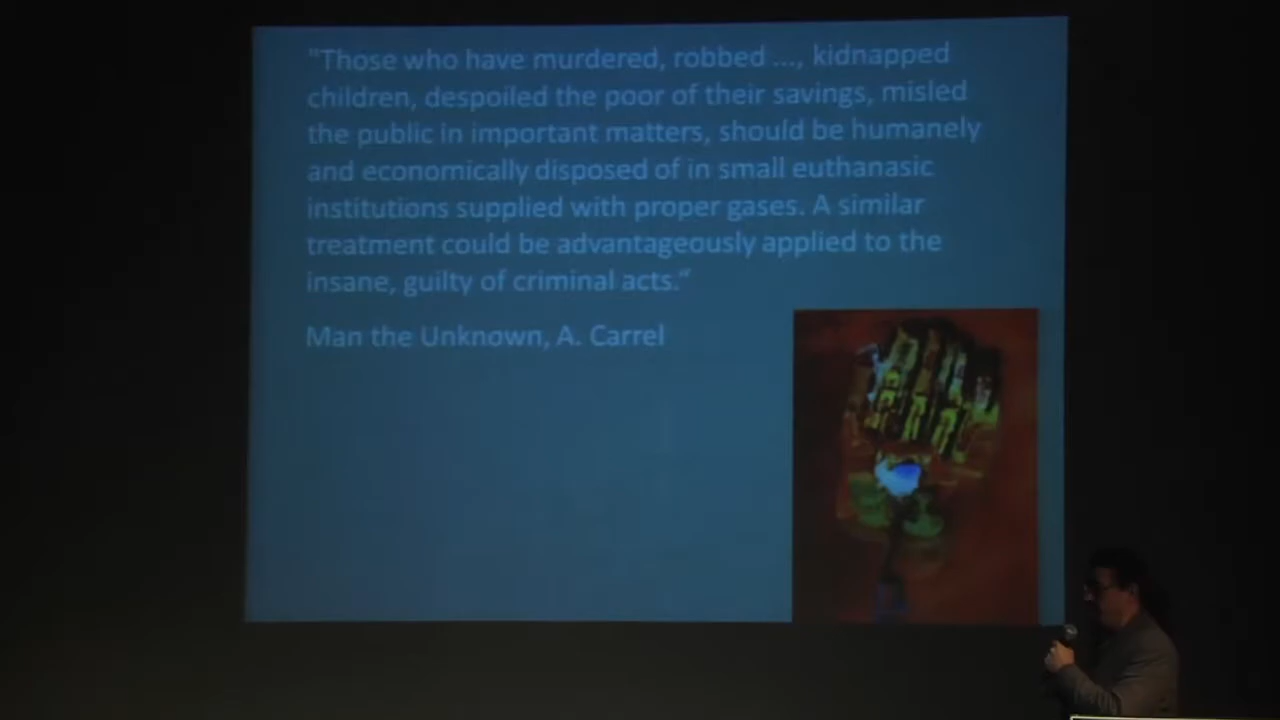 "Those who have murdered, robbed ..., kidnapped
children, despoiled the poor of their savings, misled
the public in important matters, should be humanely
and economically disposed of in small euthanasic
institutions supplied with proper gases. A similar
treatment could be advantageously applied to the
insane, guilty of criminal acts."
Man the Unknown, A. Carrel